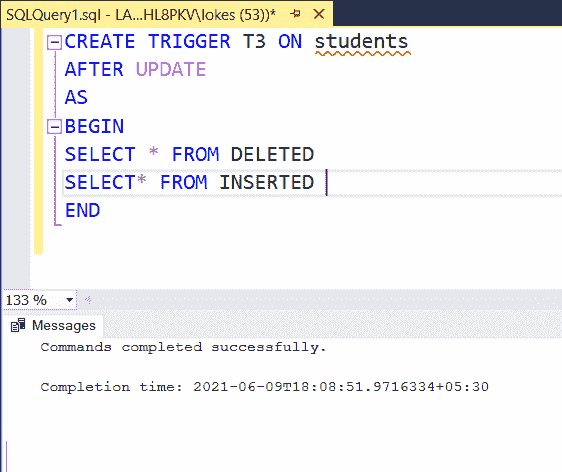 SQLQuery1.sql - LA...HL8PKV\lokes (53))*
CREATE TRIGGER T3 ON students
AFTER UPDATE
AS
BEGIN
SELECT * FROM DELETED
SELECT* FROM INSERTED
END
133 %
Messages
Commands completed successfully.
Completion time: 2021-06-09T18:08:51.9716334+05:30